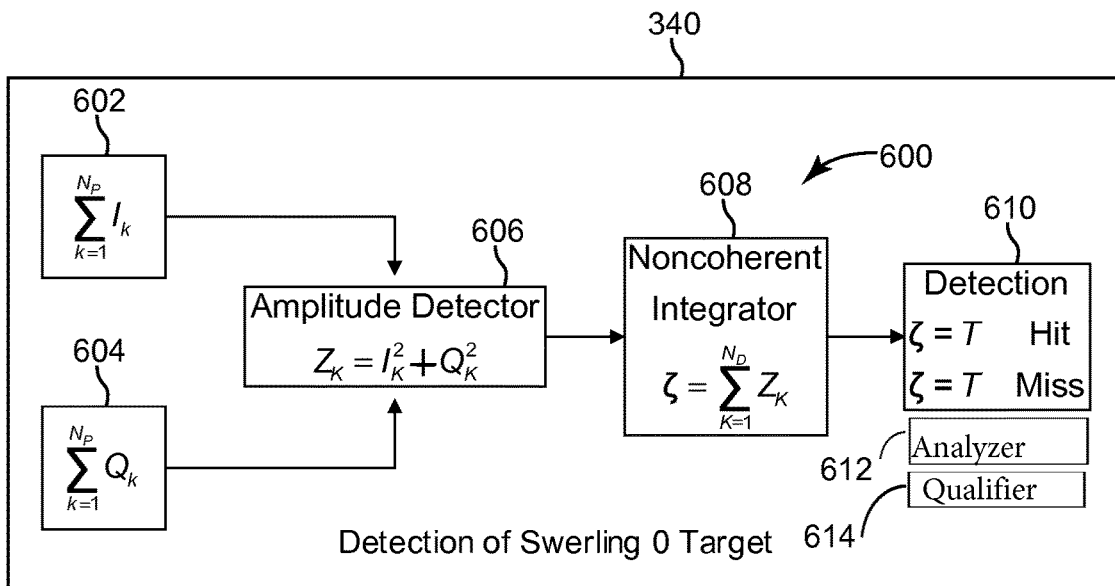 340
602
N_P
∑ I_k
k=1
600
608
610
606
Noncoherent
Integrator
N_D
ζ = ∑ Z_K
K=1
Detection
ζ = T Hit
ζ = T Miss
Amplitude Detector
Z_K = I_K^2 + Q_K^2
604
N_P
∑ Q_k
k=1
612
Analyzer
Qualifier
614
Detection of Swerling 0 Target